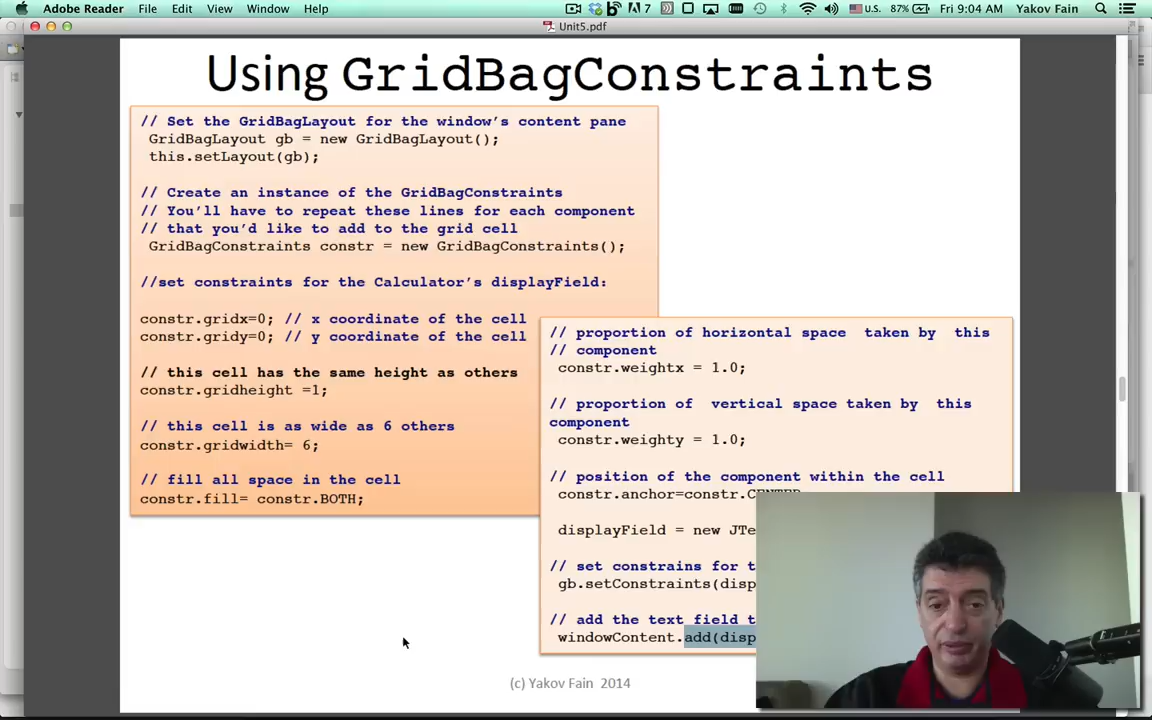 Adobe Reader File Edit View Window Help 7 U.S. 87% Fri 9:04 AM Yakov Fain
Unit5.pdf
Using GridBagConstraints
// Set the GridBagLayout for the window's content pane
GridBagLayout gb = new GridBagLayout();
this.setLayout(gb);
// Create an instance of the GridBagConstraints
// You'll have to repeat these lines for each component
// that you'd like to add to the grid cell
GridBagConstraints constr = new GridBagConstraints();
//set constraints for the Calculator's displayField:
constr.gridx=0; // x coordinate of the cell
constr.gridy=0; // y coordinate of the cell
// this cell has the same height as others
constr.gridheight =1;
// this cell is as wide as 6 others
constr.gridwidth= 6;
// fill all space in the cell
constr.fill= constr.BOTH;
// proportion of horizontal space taken by this
// component
constr.weightx = 1.0;
// proportion of vertical space taken by this
component
constr.weighty = 1.0;
// position of the component within the cell
constr.anchor=constr.CENTER
displayField = new JTe
// set constrains for t
gb.setConstraints(disp
// add the text field t
windowContent.add(disp
(c) Yakov Fain 2014